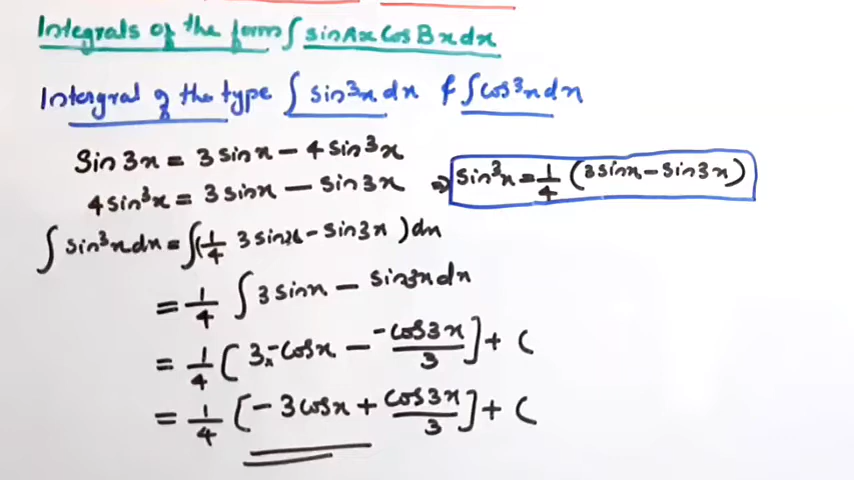 Integrals of the form ∫ sinAx Cos Bx dx
Intergral of the type ∫ sin³x dx & ∫ Cos³x dx
Sin 3x = 3 sin x − 4 sin³x
4 sin³x = 3 sin x − sin 3x ⇒ sin³x = 1/4 (3 sin x − sin 3x)
∫ sin³x dx = ∫(1/4 3 sin x − sin 3x ) dx
= 1/4 ∫ 3 sin x − sin 3x dx
= 1/4 [ 3 x −cos x − −cos 3x/3 ] + C
= 1/4 [ −3 cos x + cos 3x/3 ] + C